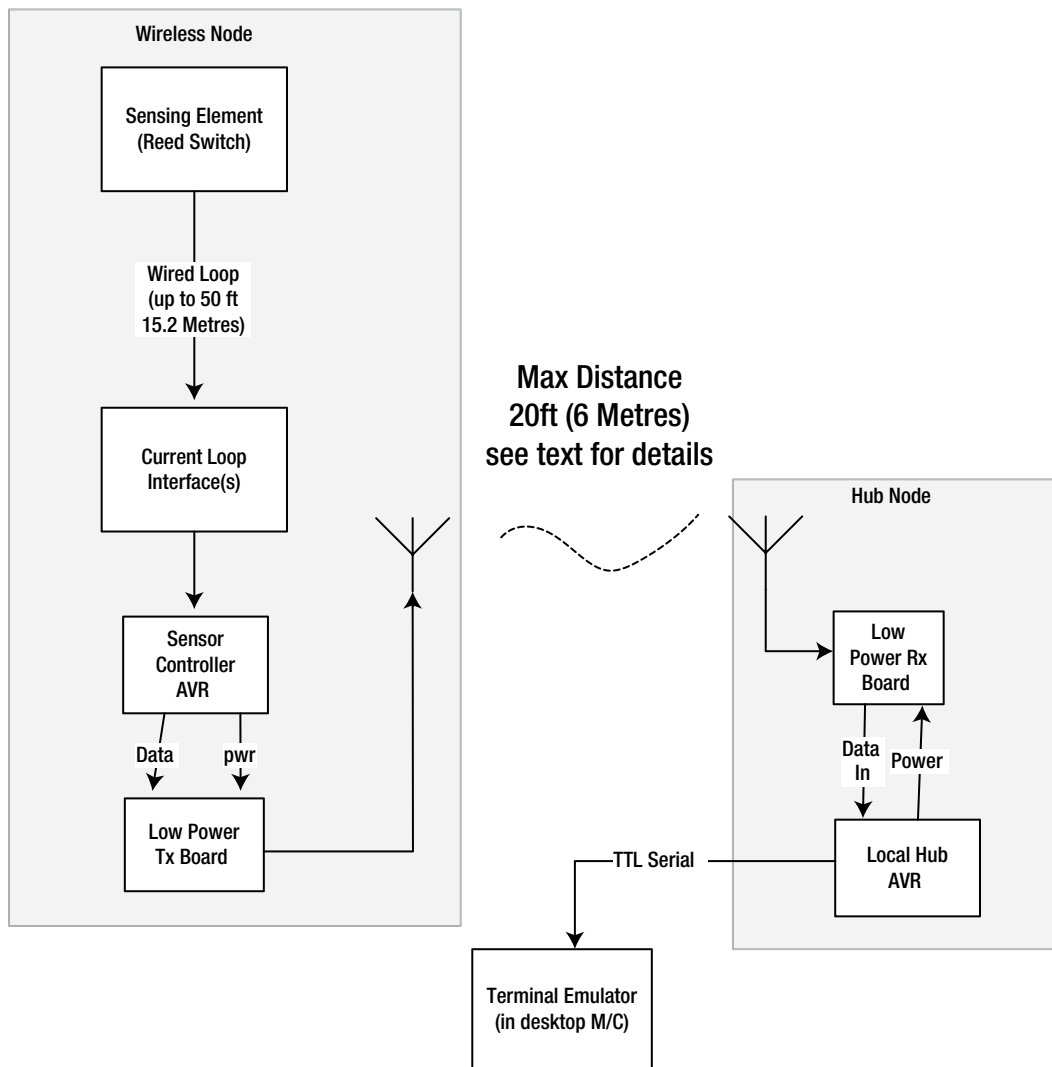 Wireless Node
Sensing Element
(Reed Switch)
Wired Loop
(up to 50 ft
15.2 Metres)
Current Loop
Interface(s)
Sensor
Controller
AVR
Data
pwr
Low Power
Tx Board
Max Distance
20ft (6 Metres)
see text for details
Hub Node
Low
Power Rx
Board
Data
In
Power
Local Hub
AVR
TTL Serial
Terminal Emulator
(in desktop M/C)